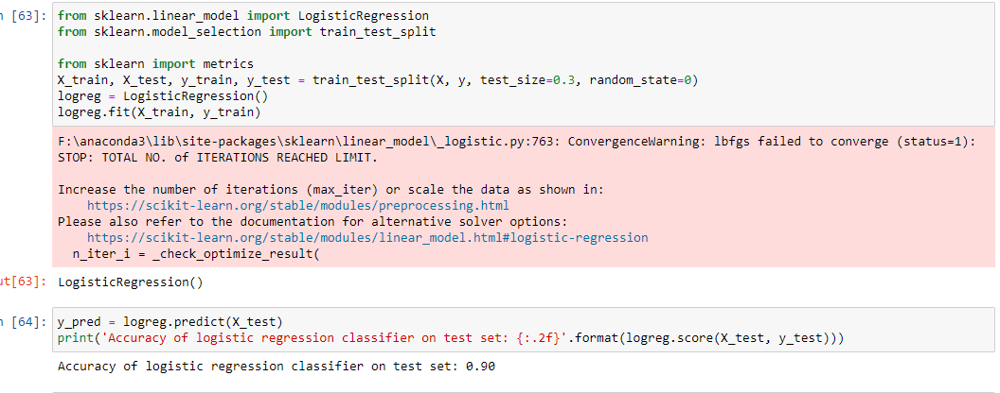 n [63]: from sklearn.linear_model import LogisticRegression
from sklearn.model_selection import train_test_split
from sklearn import metrics
X_train, X_test, y_train, y_test = train_test_split(X, y, test_size=0.3, random_state=0)
logreg = LogisticRegression()
logreg.fit(X_train, y_train)
F:\anaconda3\lib\site-packages\sklearn\linear_model\_logistic.py:763: ConvergenceWarning: lbfgs failed to converge (status=1):
STOP: TOTAL NO. of ITERATIONS REACHED LIMIT.
Increase the number of iterations (max_iter) or scale the data as shown in:
https://scikit-learn.org/stable/modules/preprocessing.html
Please also refer to the documentation for alternative solver options:
https://scikit-learn.org/stable/modules/linear_model.html#logistic-regression
n_iter_i = _check_optimize_result(
ut[63]: LogisticRegression()
n [64]: y_pred = logreg.predict(X_test)
print('Accuracy of logistic regression classifier on test set: {:.2f}'.format(logreg.score(X_test, y_test)))
Accuracy of logistic regression classifier on test set: 0.90